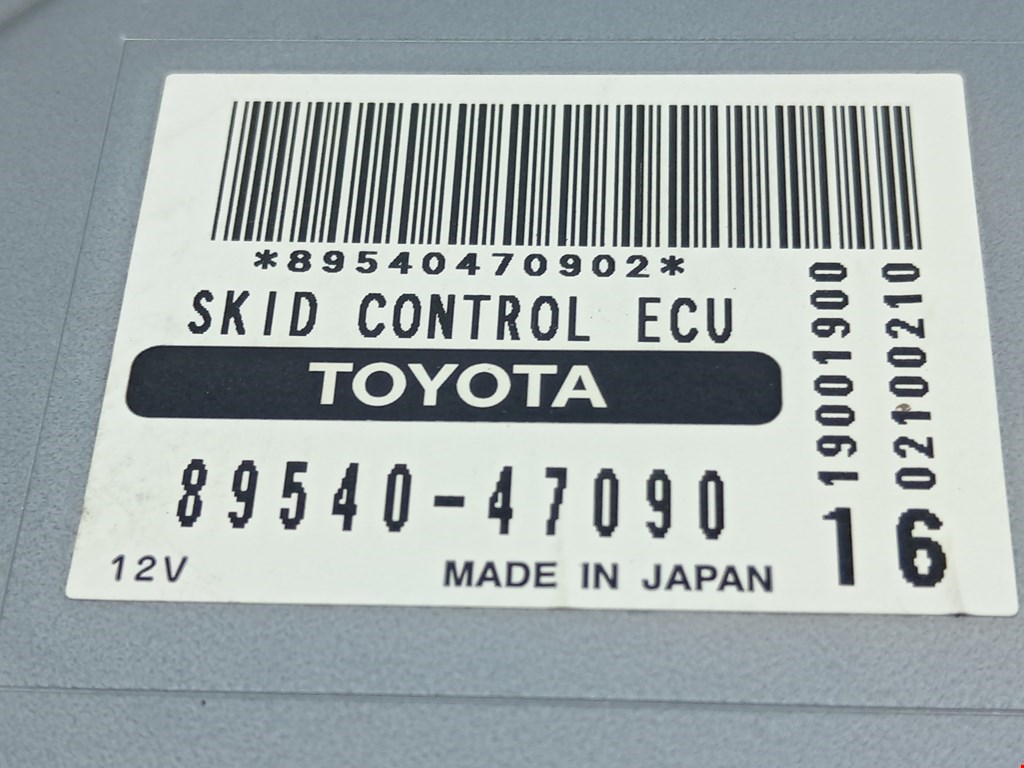 *89540470902*
SKID CONTROL ECU
TOYOTA
89540-47090
12V
MADE IN JAPAN
19001900
02100210
16